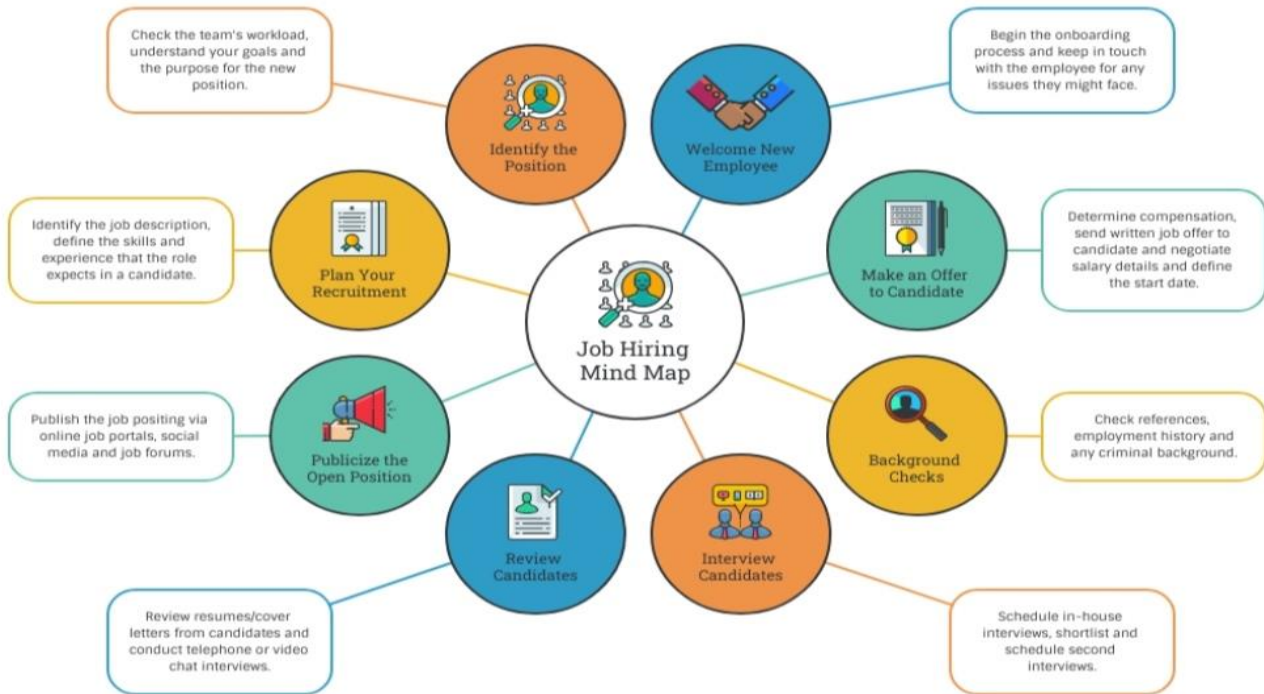 Job Hiring
Mind Map
Identify the
Position
Check the team's workload,
understand your goals and
the purpose for the new
position.
Plan Your
Recruitment
Identify the job description,
define the skills and
experience that the role
expects in a candidate.
Publicize the
Open Position
Publish the job positing via
online job portals, social
media and job forums.
Review
Candidates
Review resumes/cover
letters from candidates and
conduct telephone or video
chat interviews.
Interview
Candidates
Schedule in-house
interviews, shortlist and
schedule second
interviews.
Background
Checks
Check references,
employment history and
any criminal background.
Make an Offer
to Candidate
Determine compensation,
send written job offer to
candidate and negotiate
salary details and define
the start date.
Welcome New
Employee
Begin the onboarding
process and keep in touch
with the employee for any
issues they might face.